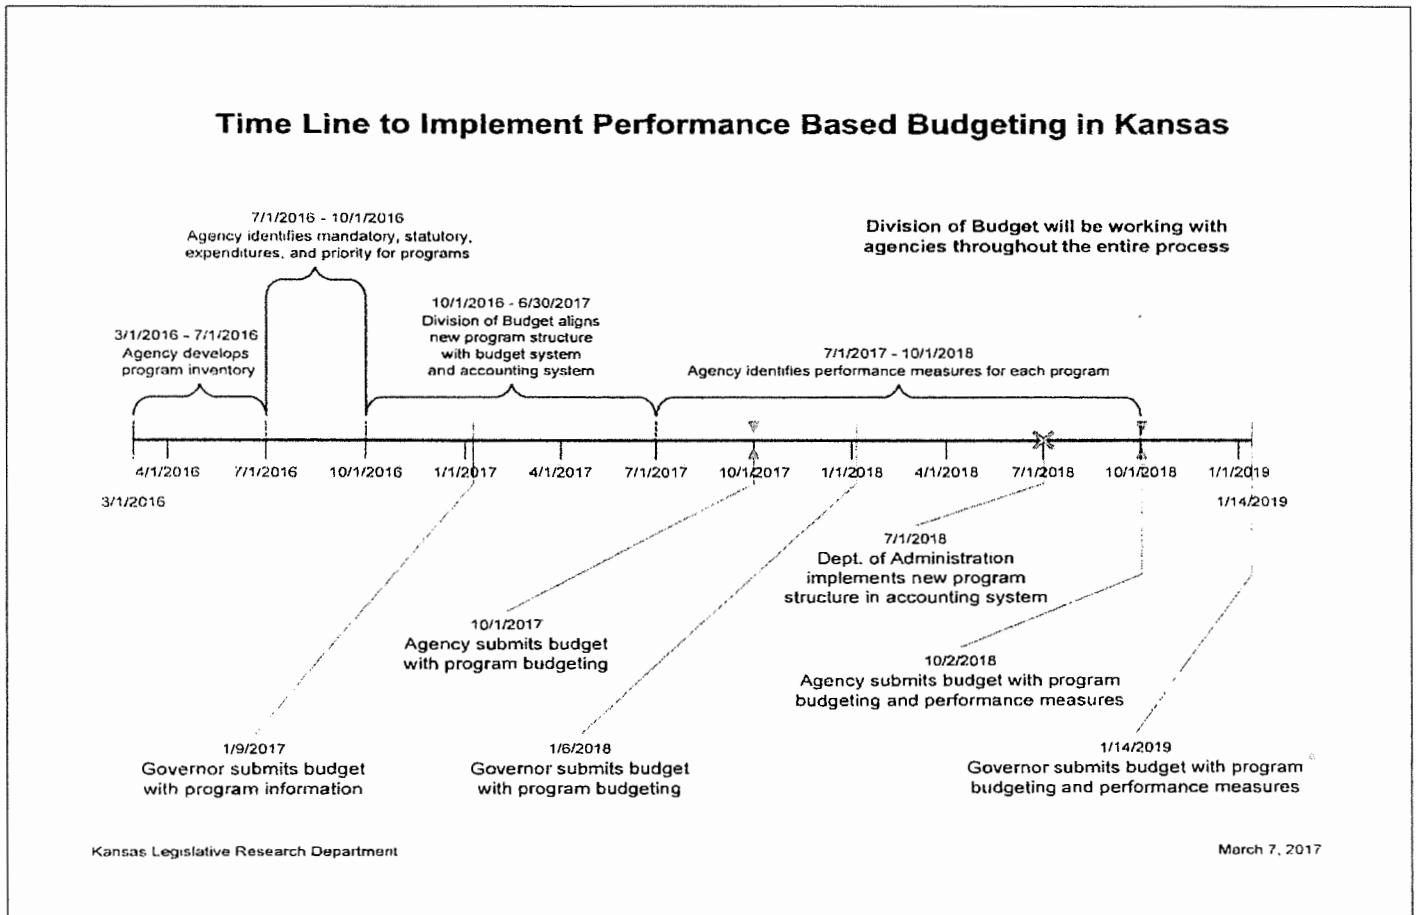 Time Line to Implement Performance Based Budgeting in Kansas
7/1/2016 - 10/1/2016
Agency identifies mandatory, statutory,
expenditures, and priority for programs
Division of Budget will be working with
agencies throughout the entire process
10/1/2016 - 6/30/2017
Division of Budget aligns
new program structure
with budget system
and accounting system
3/1/2016 - 7/1/2016
Agency develops
program inventory
7/1/2017 - 10/1/2018
Agency identifies performance measures for each program
4/1/2016 7/1/2016 10/1/2016 1/1/2017 4/1/2017 7/1/2017 10/1/2017 1/1/2018 4/1/2018 7/1/2018 10/1/2018 1/1/2019
3/1/2016 1/14/2019
7/1/2018
Dept. of Administration
implements new program
structure in accounting system
10/1/2017
Agency submits budget
with program budgeting
10/2/2018
Agency submits budget with program
budgeting and performance measures
1/9/2017
Governor submits budget
with program information
1/6/2018
Governor submits budget
with program budgeting
1/14/2019
Governor submits budget with program
budgeting and performance measures
Kansas Legislative Research Department
March 7, 2017